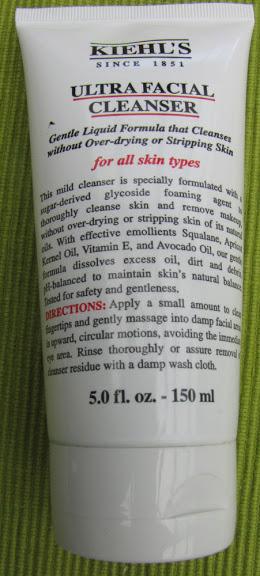 KIEHL'S
SINCE 1851
ULTRA FACIAL
CLEANSER
Gentle Liquid Formula that Cleanses
without Over-drying or Stripping Skin
for all skin types
This mild cleanser is specially formulated with a
sugar-derived glycoside foaming agent to
thoroughly cleanse skin and remove makeup,
without over-drying or stripping skin of its natural
oils. With effective emollients Squalane, Apricot
Kernel Oil, Vitamin E, and Avocado Oil, our gentle
formula dissolves excess oil, dirt and debris.
pH-balanced to maintain skin's natural balance.
Tested for safety and gentleness.
DIRECTIONS: Apply a small amount to clean
fingertips and gently massage into damp facial area
in upward, circular motions, avoiding the immediate
eye area. Rinse thoroughly or assure removal of
cleanser residue with a damp wash cloth.
5.0 fl. oz. - 150 ml